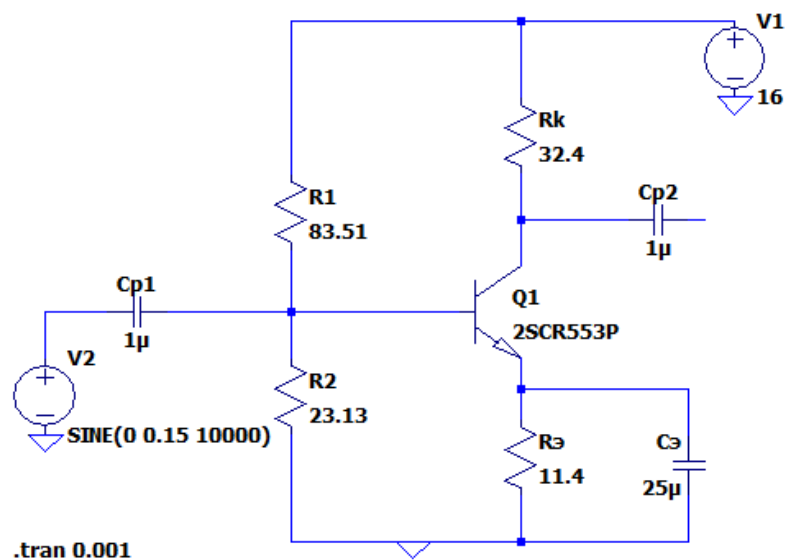 V1
16
Rk
32.4
R1
83.51
Cp2
1µ
Cp1
1µ
Q1
2SCR553P
V2
SINE(0 0.15 10000)
R2
23.13
Rэ
11.4
Cэ
25µ
.tran 0.001